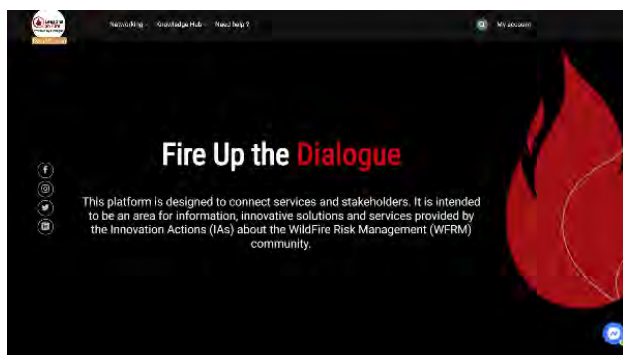 Networking
Knowledge Hub
Need help ?
My account
Fire Up the Dialogue
This platform is designed to connect services and stakeholders. It is intended
to be an area for information, innovative solutions and services provided by
the Innovation Actions (IAs) about the WildFire Risk Management (WFRM)
community.